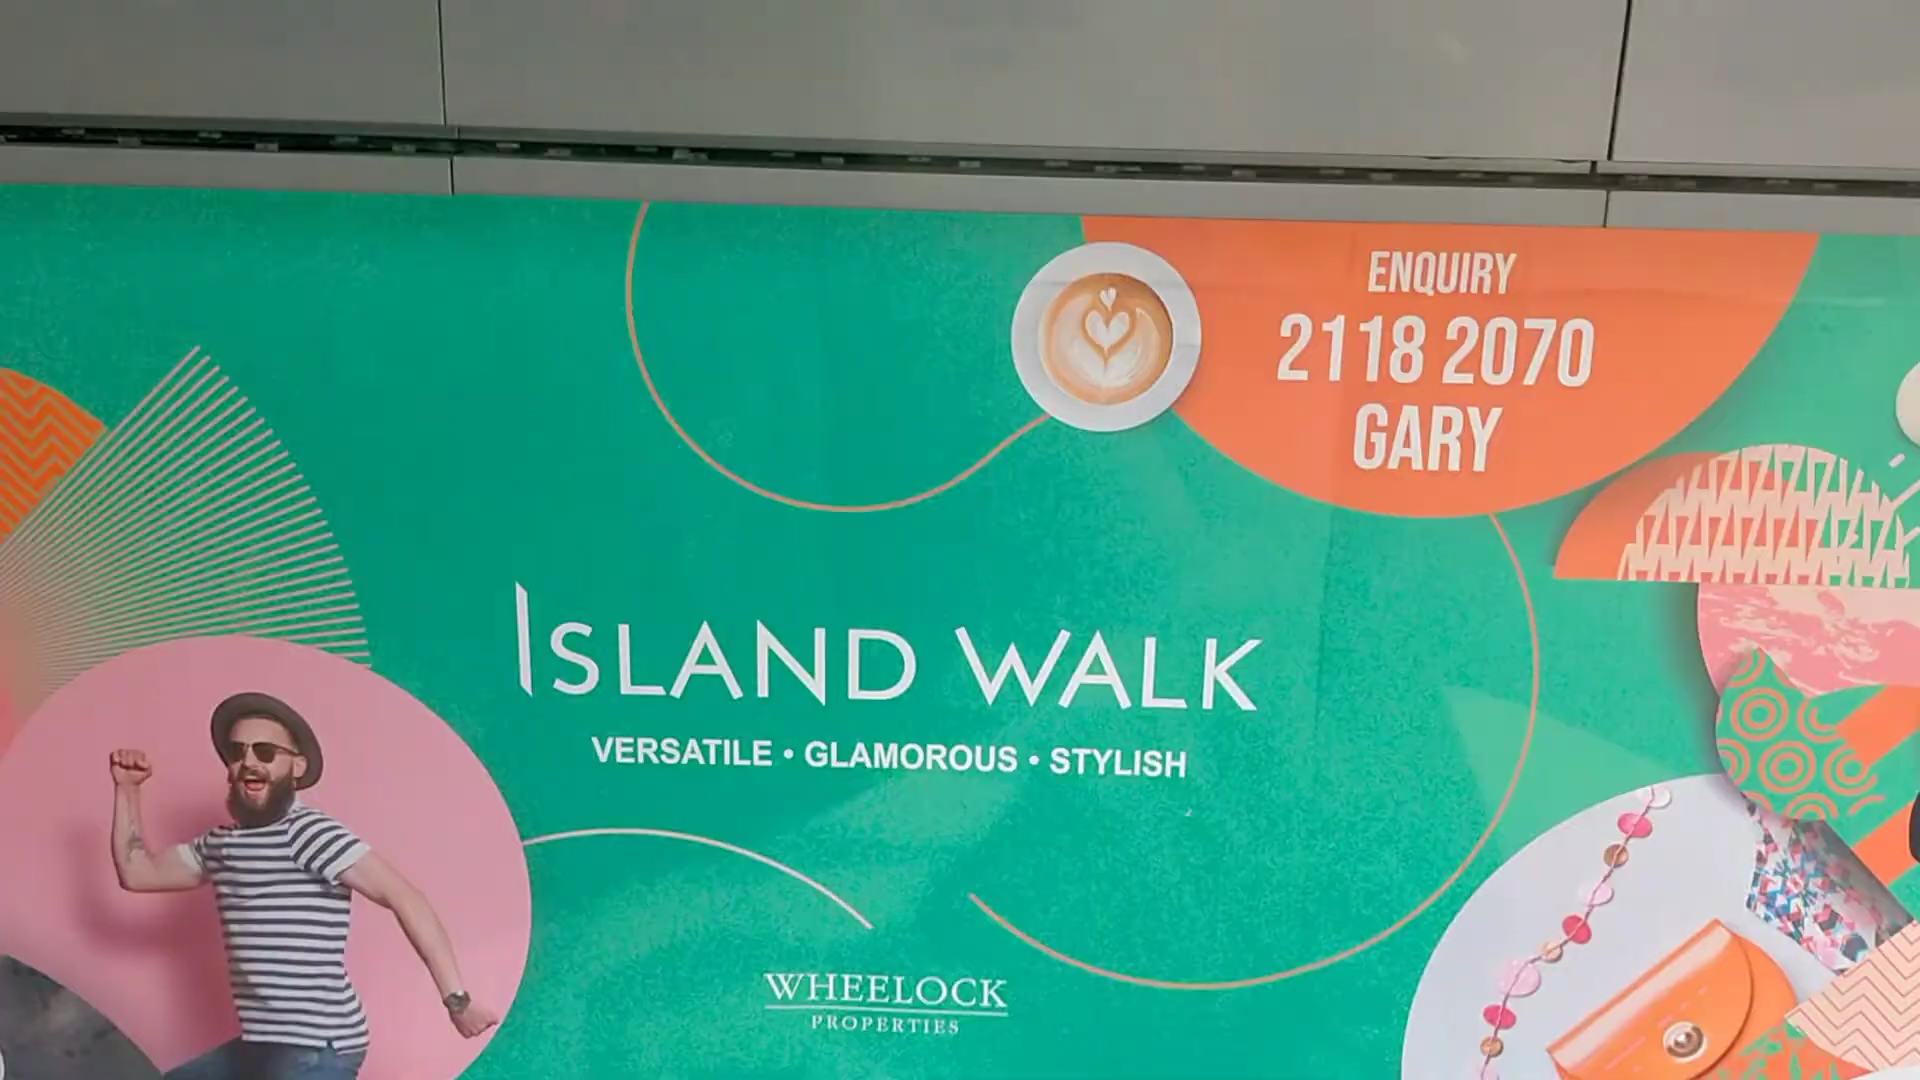 ENQUIRY
2118 2070
GARY
ISLAND WALK
VERSATILE • GLAMOROUS • STYLISH
WHEELOCK
PROPERTIES